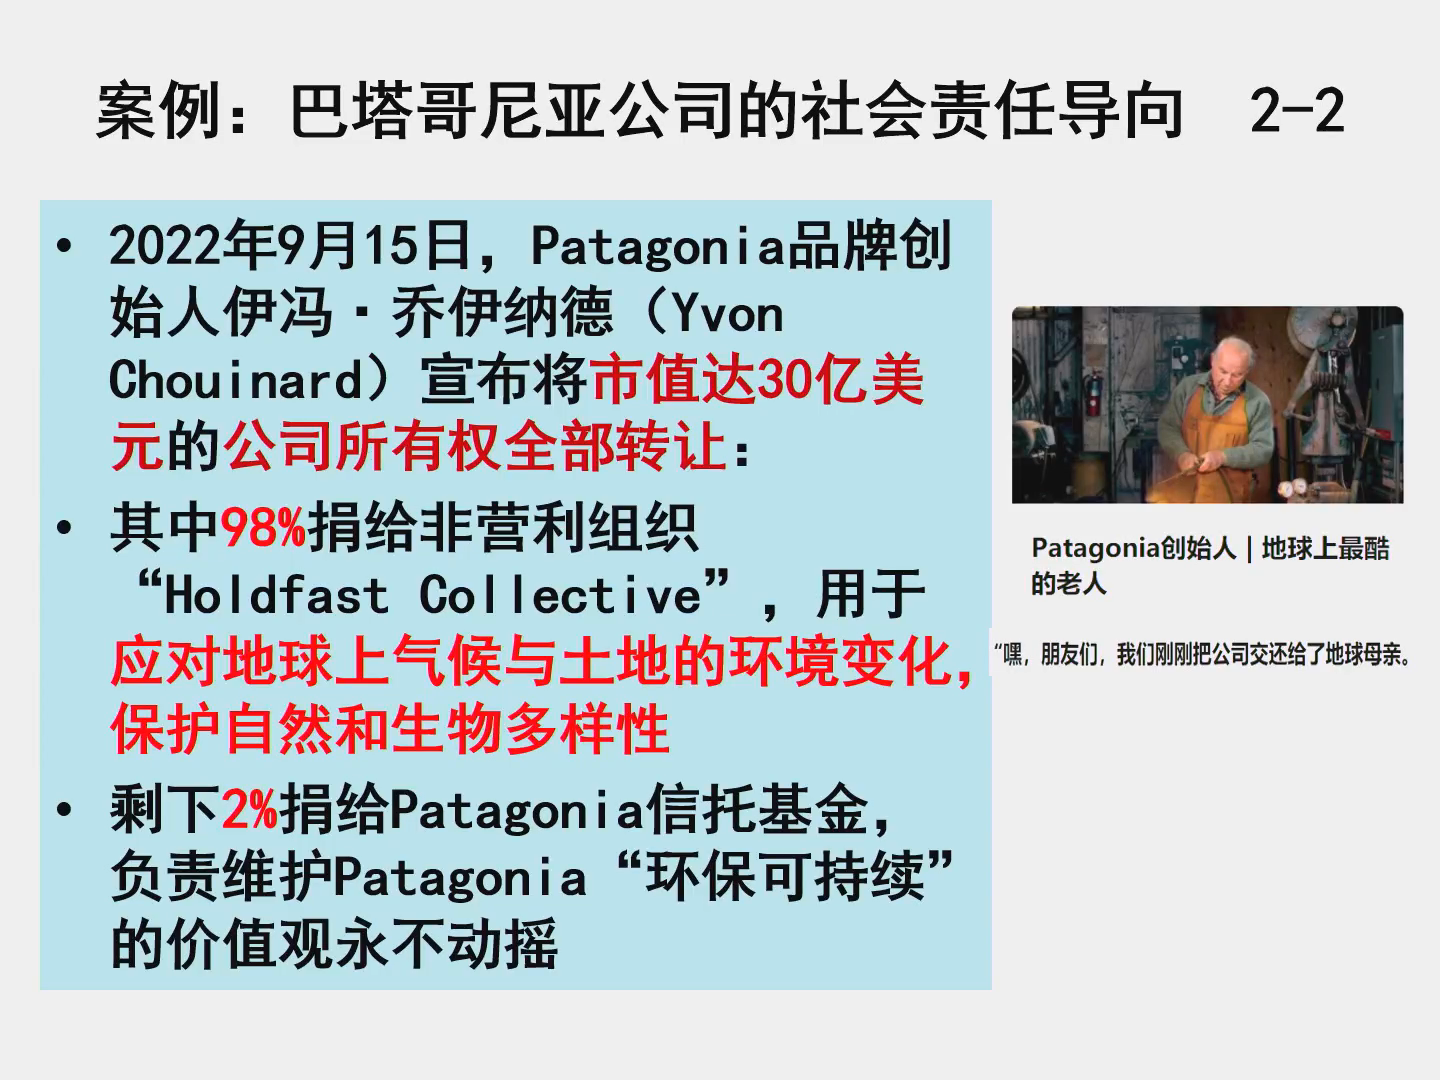 案例：巴塔哥尼亚公司的社会责任导向 2-2
• 2022年9月15日，Patagonia品牌创
始人伊冯·乔伊纳德（Yvon
Chouinard）宣布将市值达30亿美
元的公司所有权全部转让：
• 其中98%捐给非营利组织
“Holdfast Collective”，用于
应对地球上气候与土地的环境变化，
保护自然和生物多样性
• 剩下2%捐给Patagonia信托基金，
负责维护Patagonia“环保可持续”
的价值观永不动摇
Patagonia创始人 | 地球上最酷
的老人
“嘿，朋友们，我们刚刚把公司交还给了地球母亲。